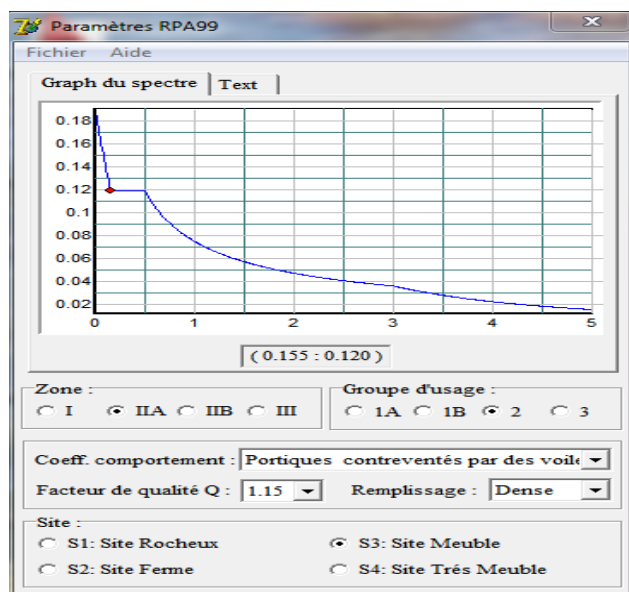 Paramètres RPA99
Fichier Aide
Graph du spectre Text
0.18
0.16
0.14
0.12
0.1
0.08
0.06
0.04
0.02
0 1 2 3 4 5
( 0.155 : 0.120 )
Zone : Groupe d'usage :
I IIA IIB III 1A 1B 2 3
Coeff. comportement : Portiques contreventés par des voile
Facteur de qualité Q : 1.15 Remplissage : Dense
Site :
S1: Site Rocheux S3: Site Meuble
S2: Site Ferme S4: Site Trés Meuble